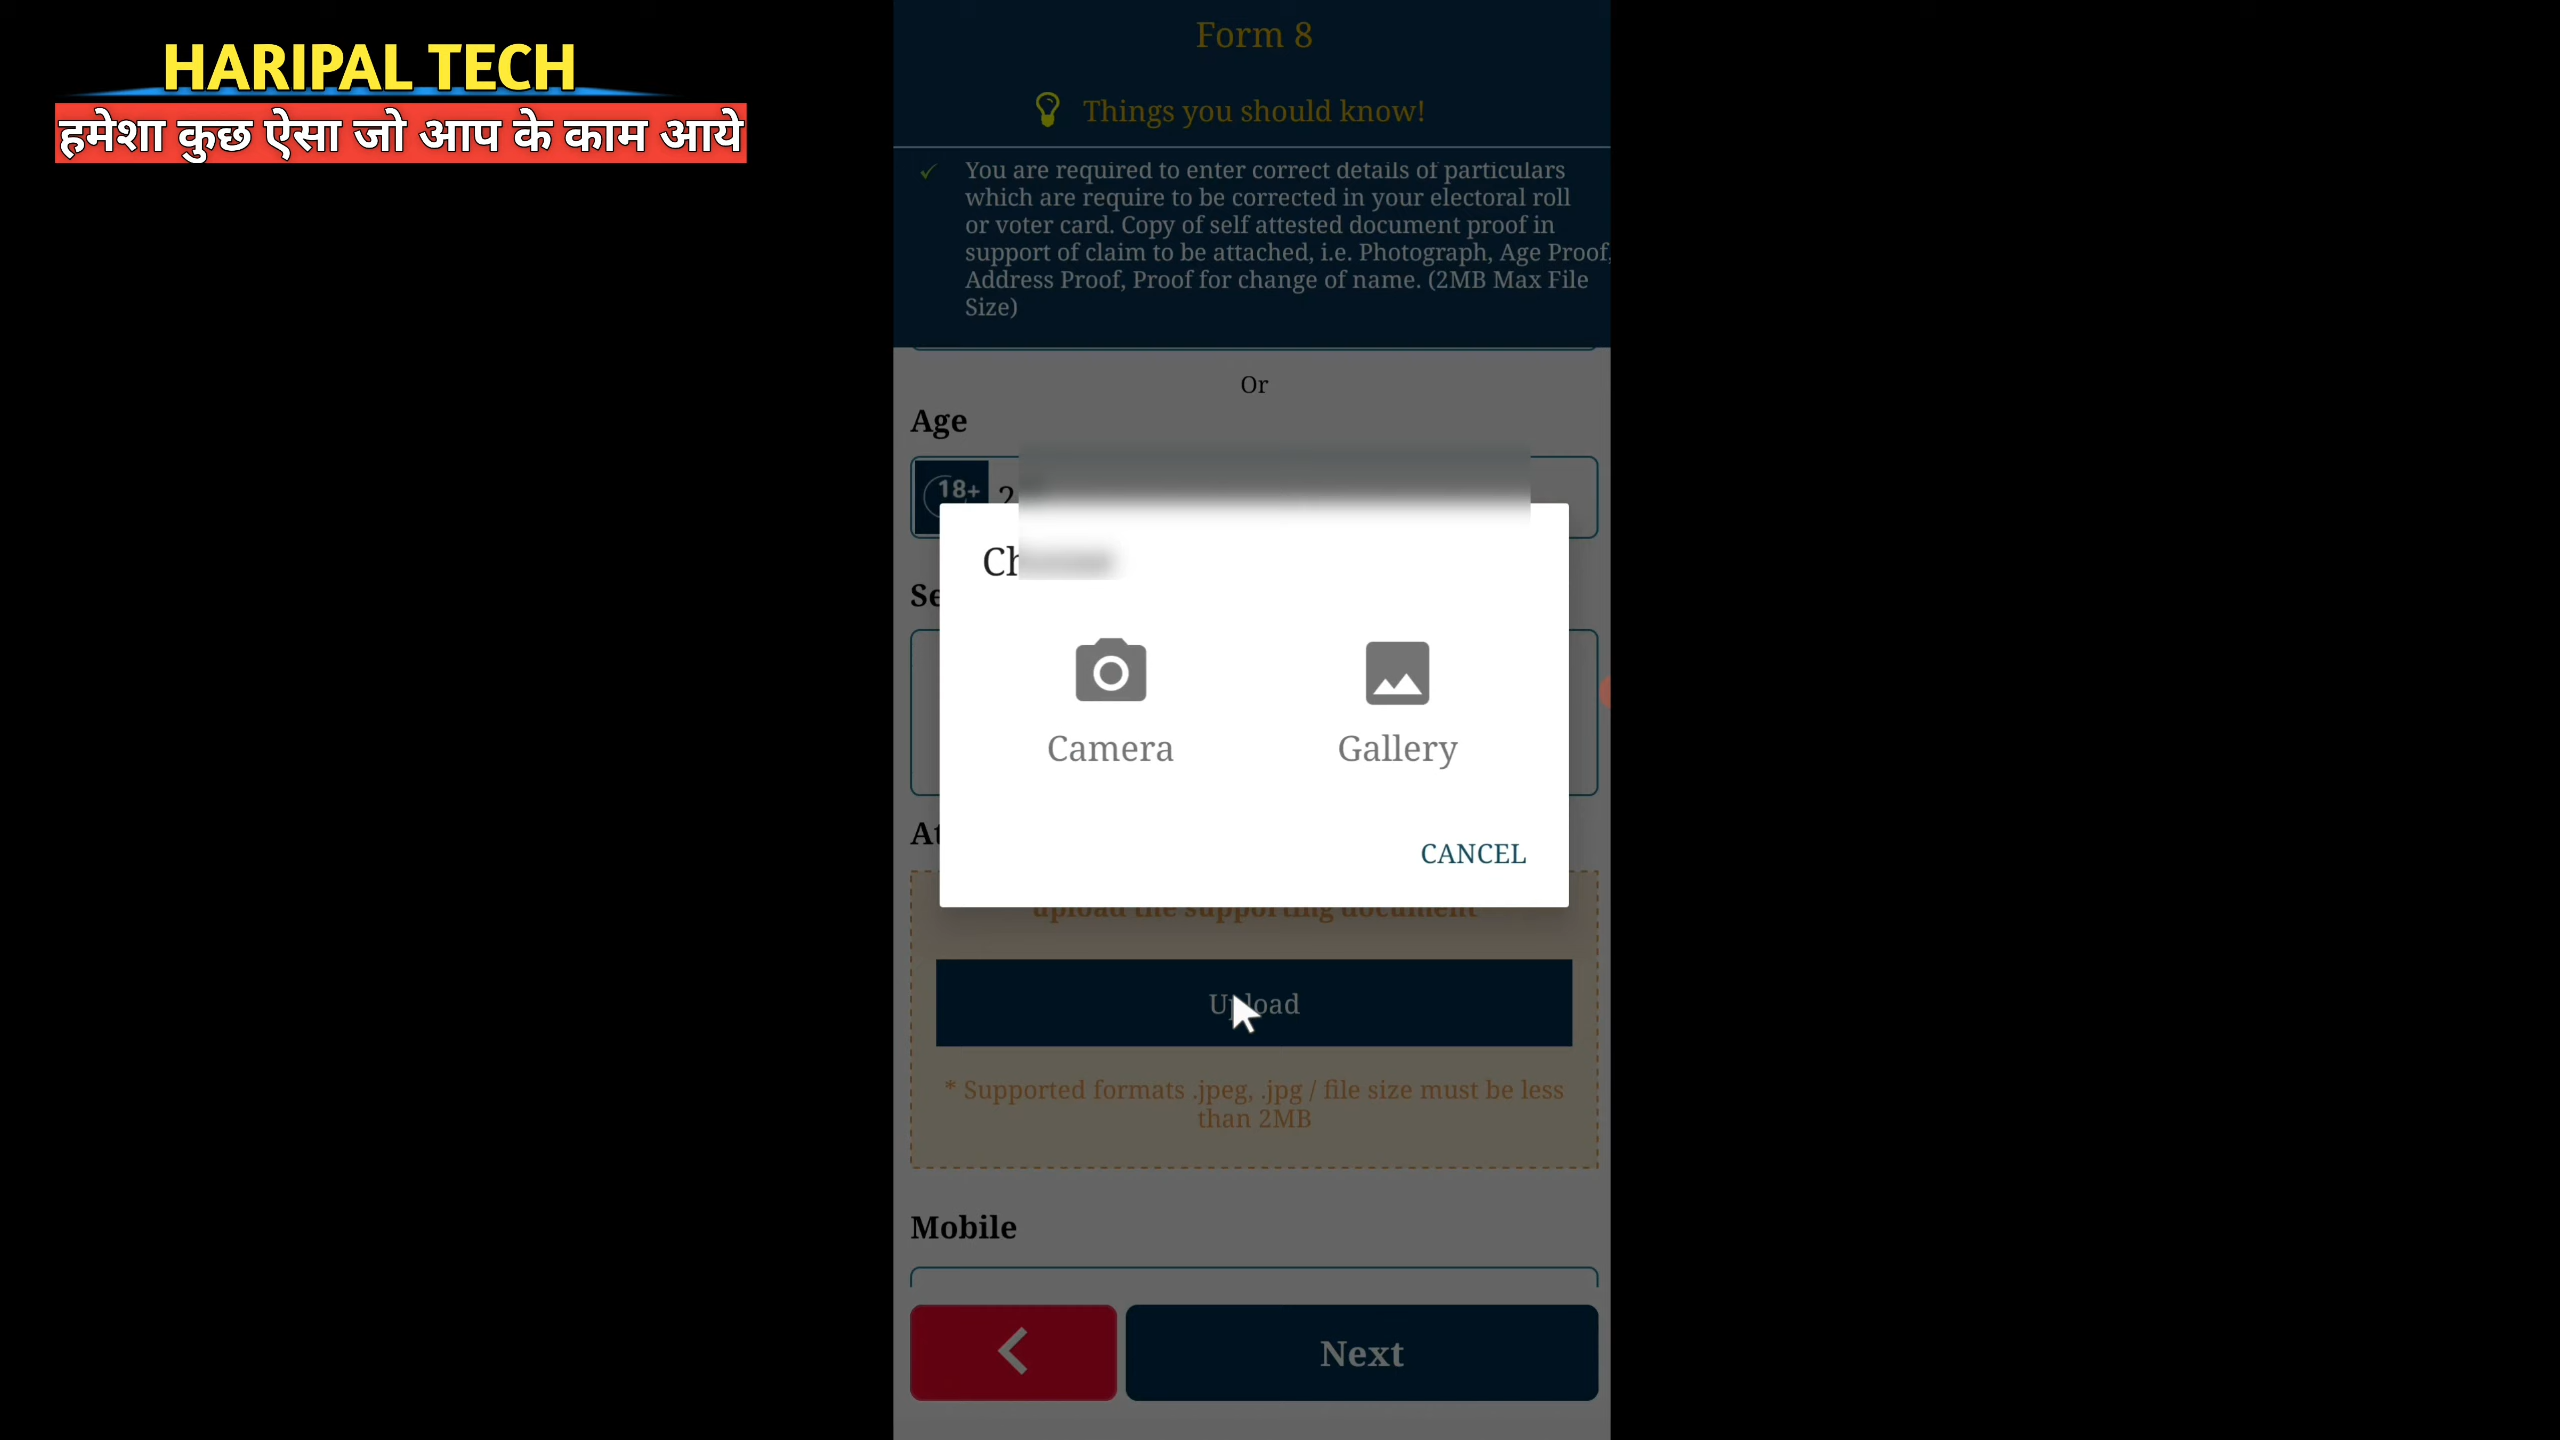 HARIPAL TECH
हमेशा कुछ ऐसा जो आप के काम आये
Form 8
Things you should know!
You are required to enter correct details of particulars
which are require to be corrected in your electoral roll
or voter card. Copy of self attested document proof in
support of claim to be attached, i.e. Photograph, Age Proof,
Address Proof, Proof for change of name. (2MB Max File
Size)
Or
Age
18+
Camera
Gallery
CANCEL
upload the supporting document
Upload
* Supported formats .jpeg, .jpg / file size must be less
than 2MB
Mobile
Next